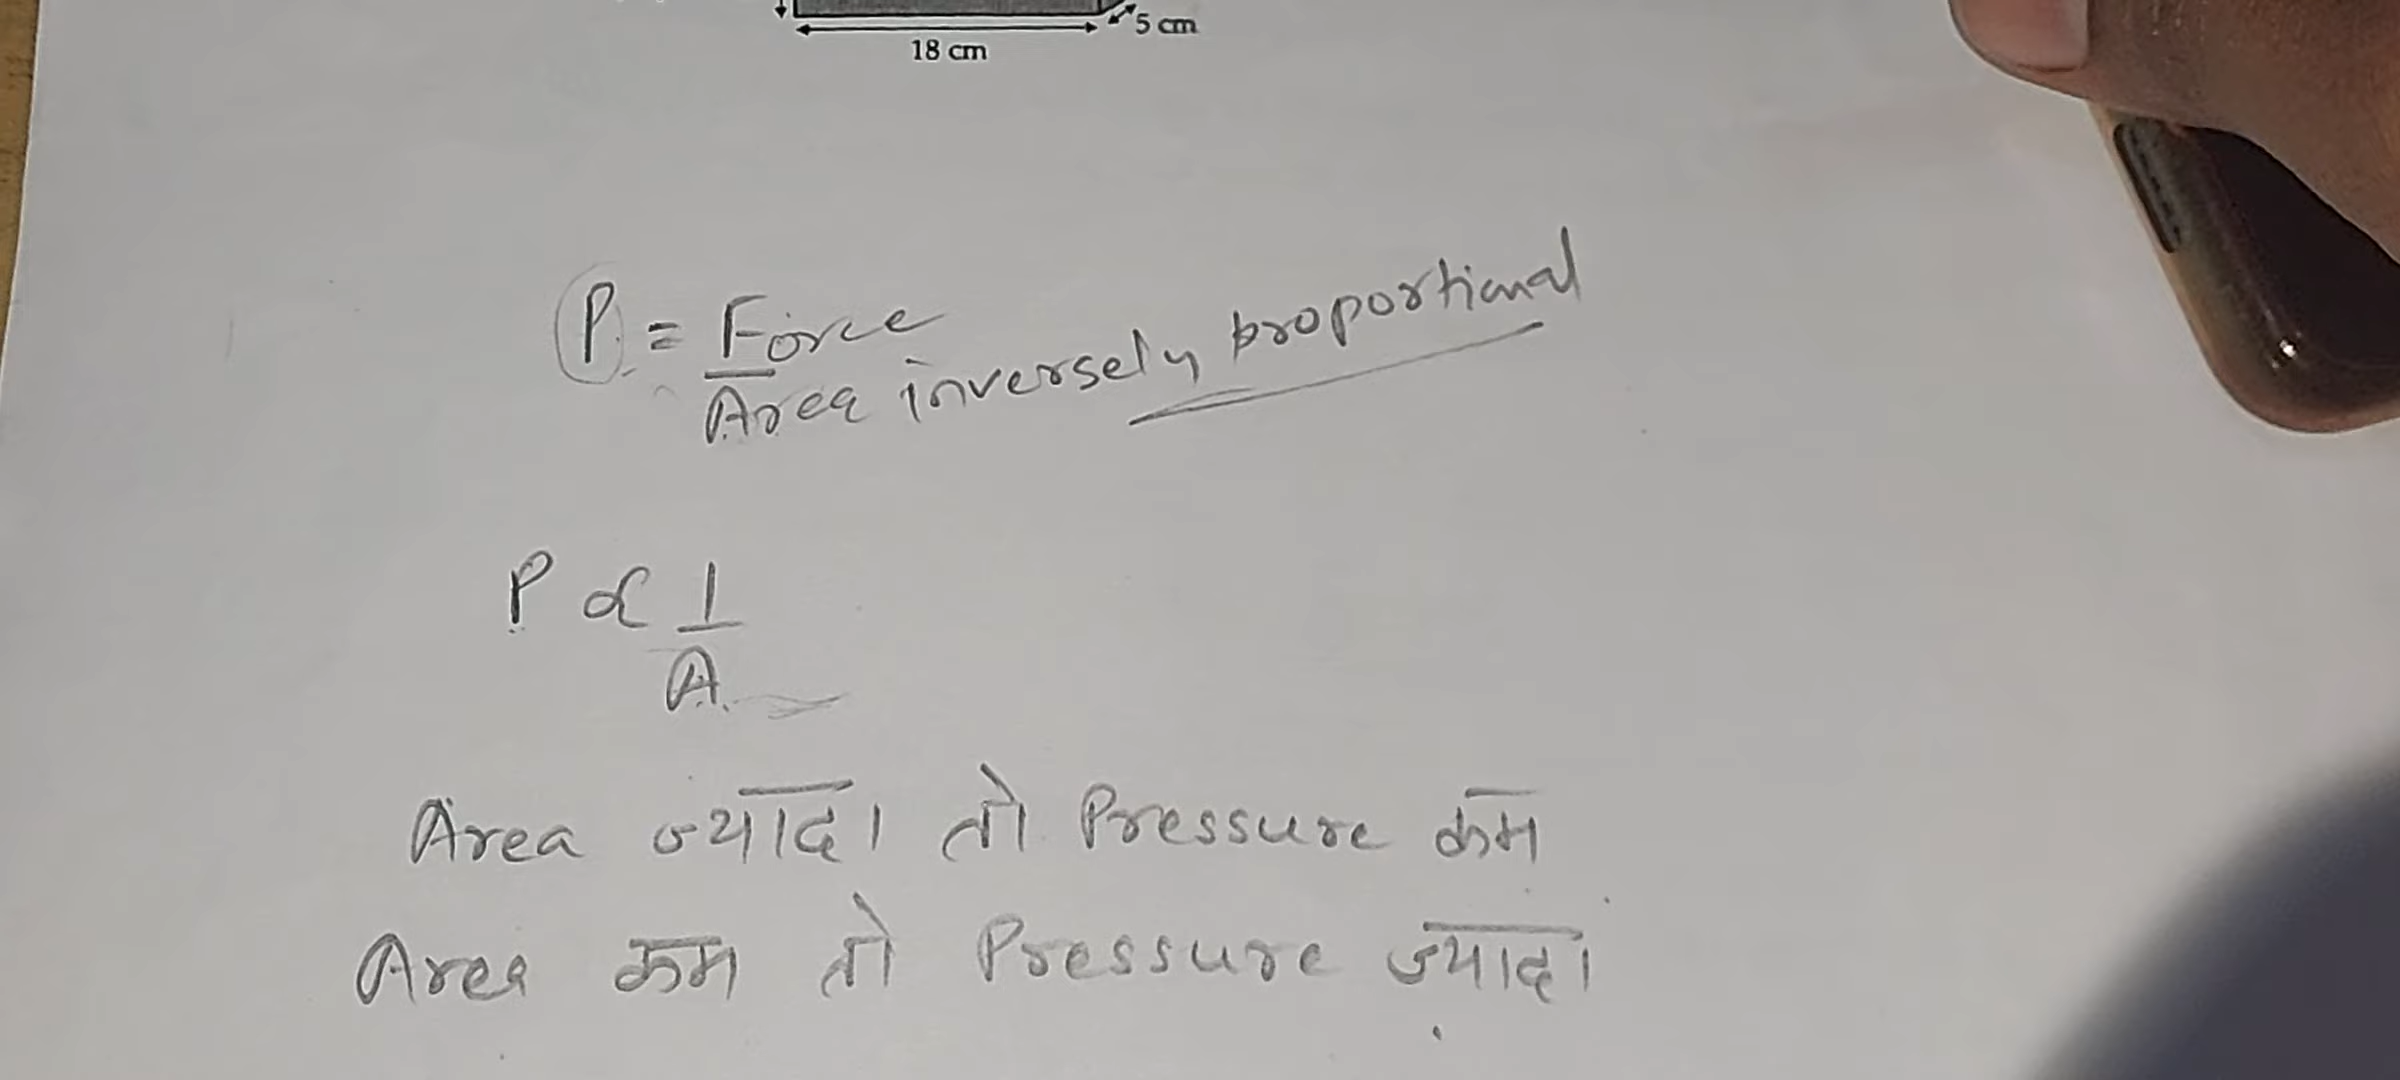 5 cm
18 cm
P = Force
Area inversely proportional
P ∝ 1
A
Area ज्यादा तो Pressure कम
Area कम तो Pressure ज्यादा